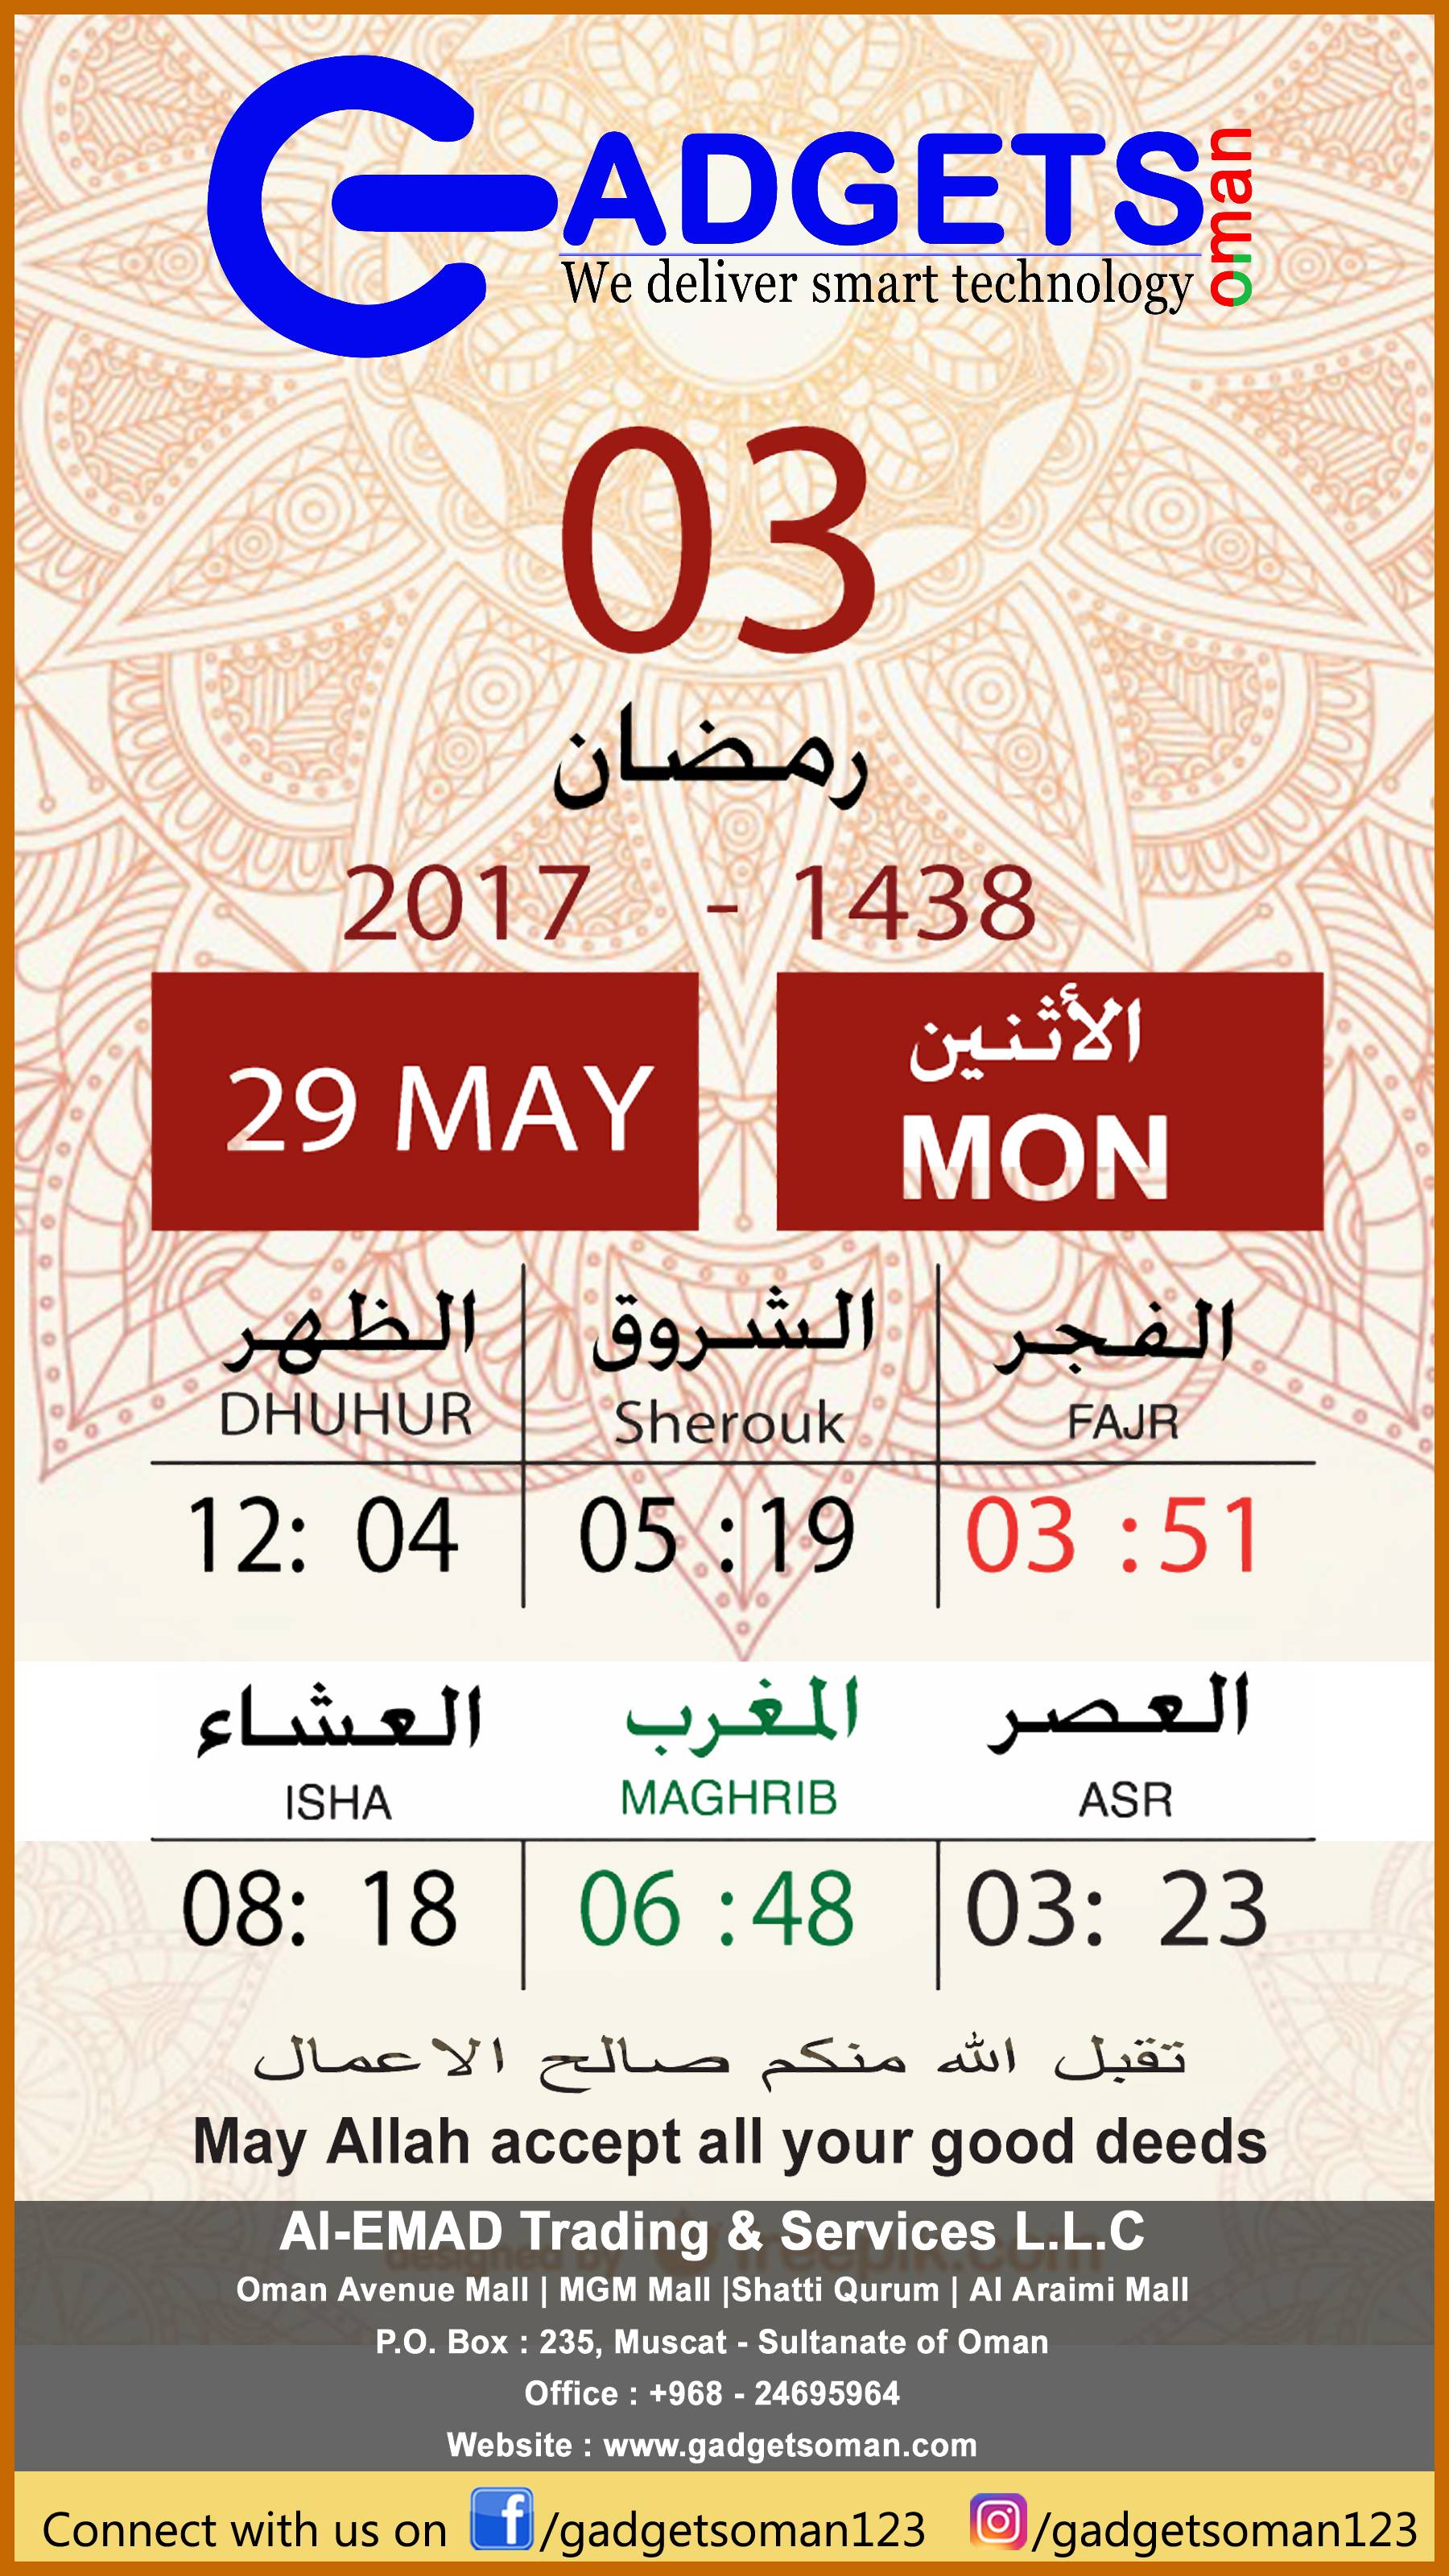 GADGETS oman
We deliver smart technology
03
رمضان
2017 - 1438
29 MAY
الأثنين
MON
الظهر الشروق الفجر
DHUHUR Sherouk FAJR
12: 04 05 :19 03 :51
العشاء المغرب العصر
ISHA MAGHRIB ASR
08: 18 06 :48 03: 23
تقبل الله منكم صالح الاعمال
May Allah accept all your good deeds
Al-EMAD Trading & Services L.L.C
designed by freepik.com
Oman Avenue Mall | MGM Mall |Shatti Qurum | Al Araimi Mall
P.O. Box : 235, Muscat - Sultanate of Oman
Office : +968 - 24695964
Website : www.gadgetsoman.com
Connect with us on f /gadgetsoman123 /gadgetsoman123